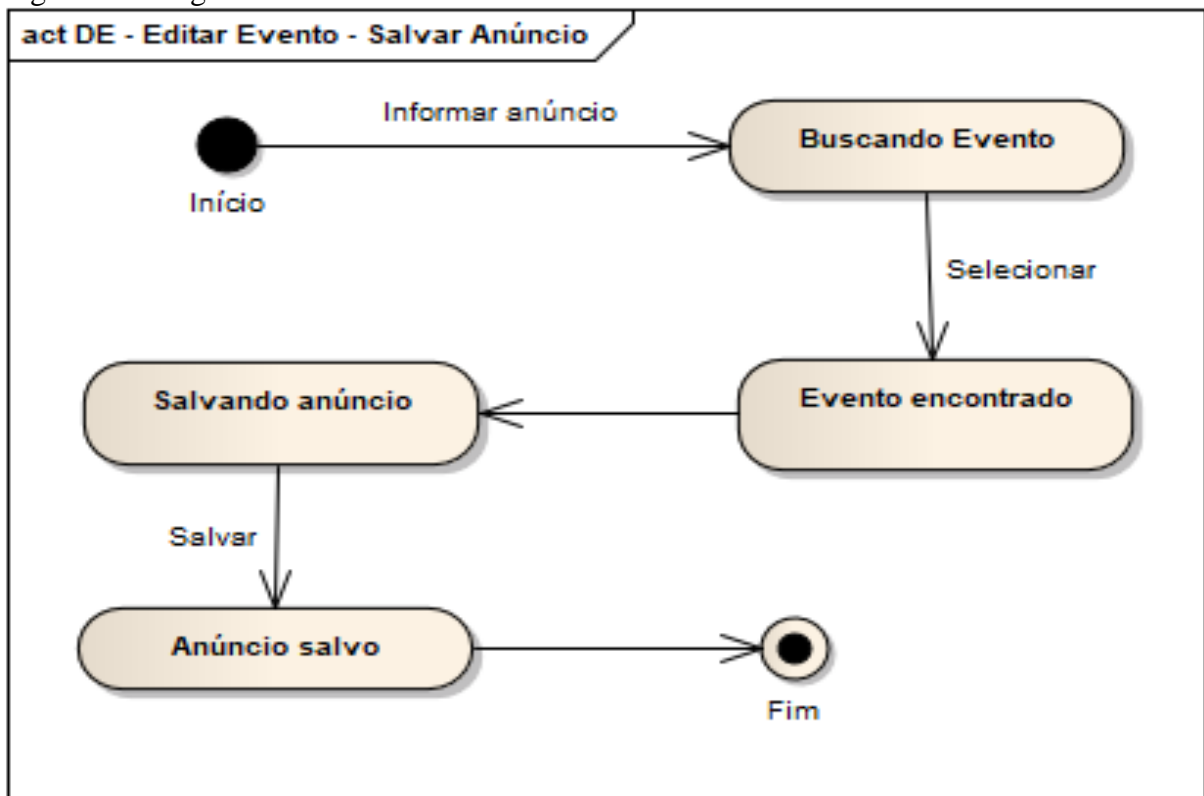 act DE - Editar Evento - Salvar Anúncio
Informar anúncio
Buscando Evento
Início
Selecionar
Salvando anúncio
Evento encontrado
Salvar
Anúncio salvo
Fim